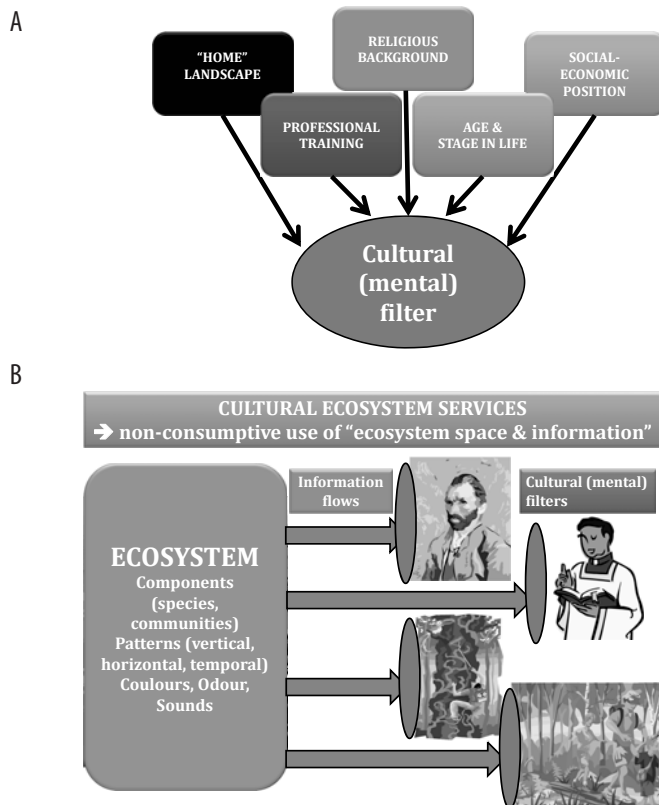 A
“HOME”
LANDSCAPE
RELIGIOUS
BACKGROUND
SOCIAL-
ECONOMIC
POSITION
PROFESSIONAL
TRAINING
AGE &
STAGE IN LIFE
Cultural
(mental)
filter
B
CULTURAL ECOSYSTEM SERVICES
➔ non-consumptive use of “ecosystem space & information”
Information
flows
Cultural (mental)
filters
ECOSYSTEM
Components
(species,
communities)
Patterns (vertical,
horizontal, temporal)
Coulours, Odour,
Sounds